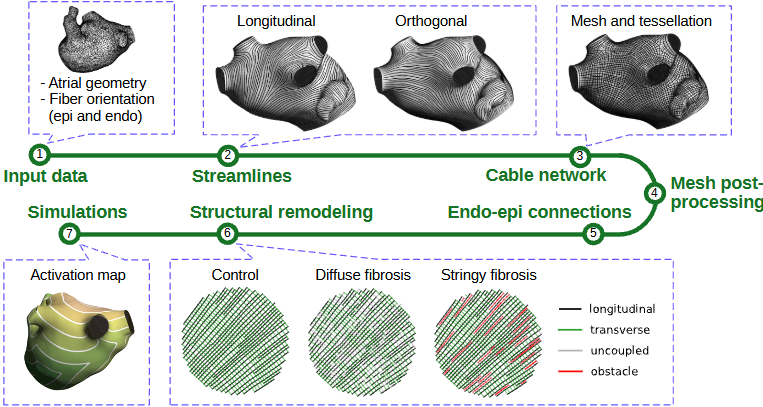 Longitudinal
Orthogonal
Mesh and tessellation
- Atrial geometry
- Fiber orientation
(epi and endo)
1
2
3
Input data
Streamlines
Cable network
4
Mesh post-
processing
Simulations
Structural remodeling
Endo-epi connections
7
6
5
Activation map
Control
Diffuse fibrosis
Stringy fibrosis
longitudinal
transverse
uncoupled
obstacle